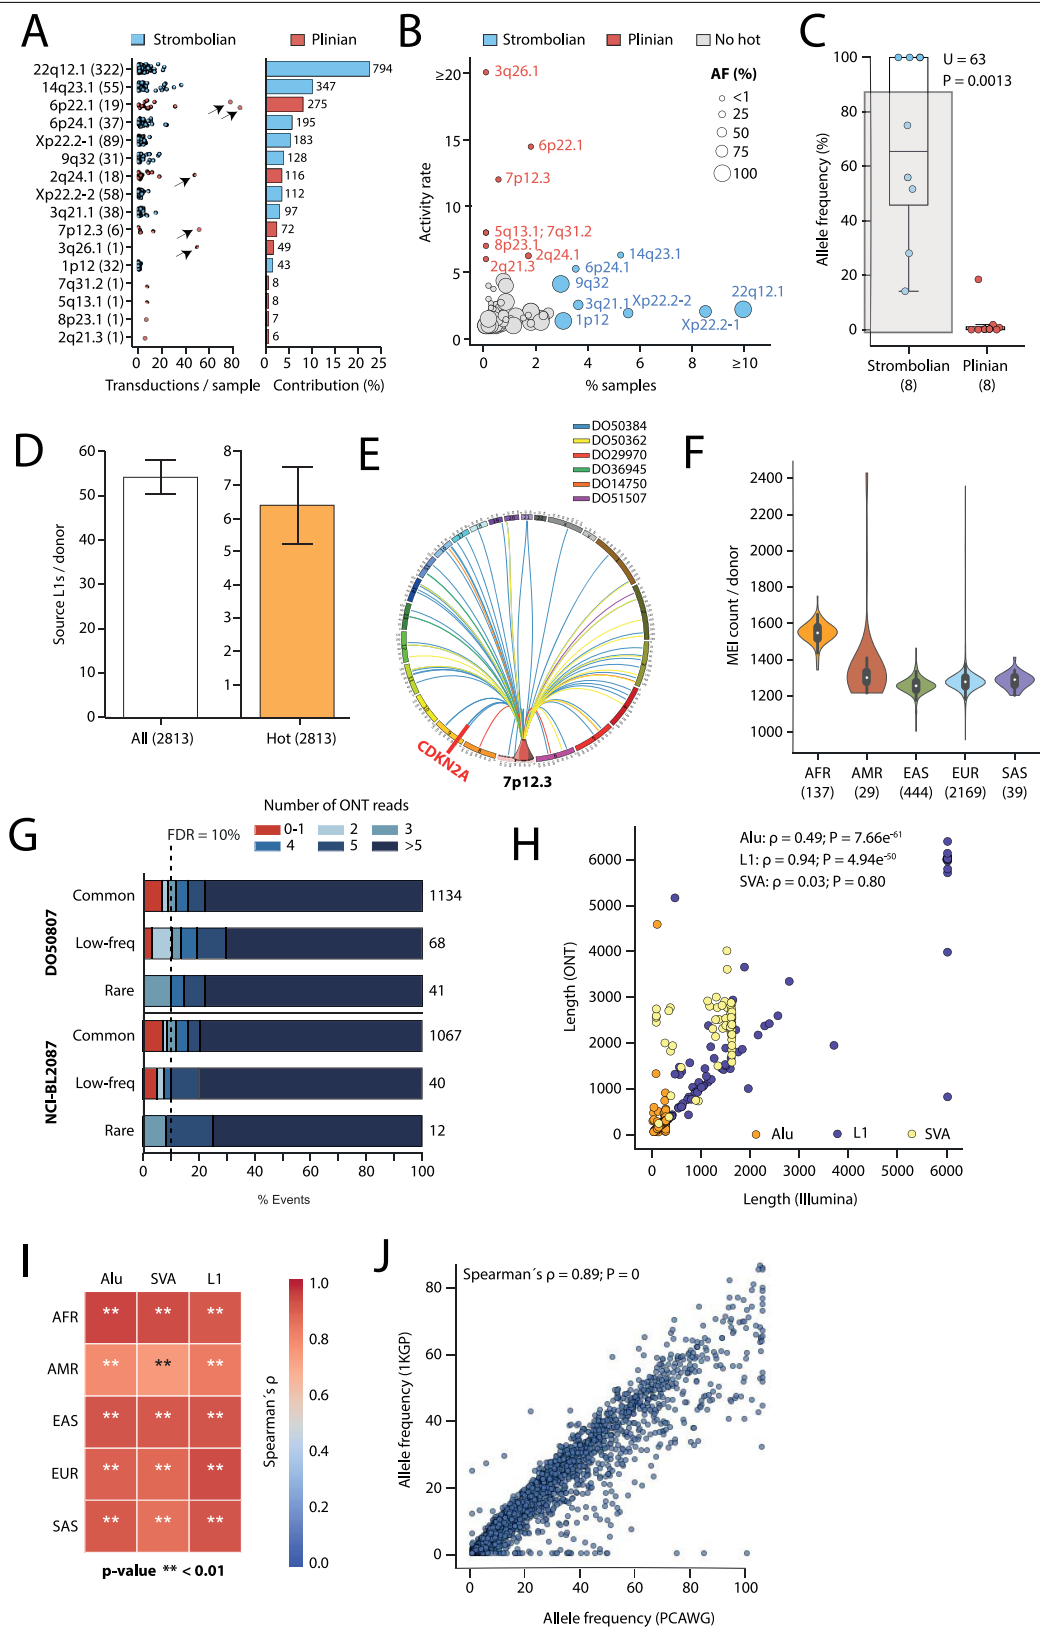 A
Strombolian
Plinian
22q12.1 (322)
14q23.1 (55)
6p22.1 (19)
6p24.1 (37)
Xp22.2-1 (89)
9q32 (31)
2q24.1 (18)
Xp22.2-2 (58)
3q21.1 (38)
7p12.3 (6)
3q26.1 (1)
1p12 (32)
7q31.2 (1)
5q13.1 (1)
8p23.1 (1)
2q21.3 (1)
794
347
275
195
183
128
116
112
97
72
49
43
8
8
7
6
0 20 40 60 80
0 5 10 15 20 25
Transductions / sample
Contribution (%)
B
Strombolian
Plinian
No hot
AF (%)
<1
25
50
75
100
≥20
15
10
5
0
Activity rate
3q26.1
6p22.1
7p12.3
5q13.1; 7q31.2
8p23.1
2q24.1
2q21.3
14q23.1
6p24.1
9q32
3q21.1
Xp22.2-2
22q12.1
1p12
Xp22.2-1
0 2 4 6 8 ≥10
% samples
C
U = 63
P = 0.0013
100
80
60
40
20
0
Allele frequency (%)
Strombolian
(8)
Plinian
(8)
D
60
50
40
30
20
10
0
Source L1s / donor
8
7
6
5
4
3
2
1
All (2813)
Hot (2813)
E
DO50384
DO50362
DO29970
DO36945
DO14750
DO51507
CDKN2A
7p12.3
F
2400
2200
2000
1800
1600
1400
1200
1000
MEI count / donor
AFR
(137)
AMR
(29)
EAS
(444)
EUR
(2169)
SAS
(39)
G
Number of ONT reads
0-1
2
3
4
5
>5
FDR = 10%
DO50807
Common
1134
Low-freq
68
Rare
41
NCI-BL2087
Common
1067
Low-freq
40
Rare
12
0 20 40 60 80 100
% Events
H
Alu: ρ = 0.49; P = 7.66e-61
L1: ρ = 0.94; P = 4.94e-50
SVA: ρ = 0.03; P = 0.80
6000
5000
4000
3000
2000
1000
0
Length (ONT)
Alu
L1
SVA
0 1000 2000 3000 4000 5000 6000
Length (Illumina)
I
Alu SVA L1
AFR ** ** **
AMR ** ** **
EAS ** ** **
EUR ** ** **
SAS ** ** **
p-value ** < 0.01
Spearman´s ρ
1.0
0.8
0.6
0.4
0.2
0.0
J
Spearman´s ρ = 0.89; P = 0
80
60
40
20
0
Allele frequency (1KGP)
0 20 40 60 80 100
Allele frequency (PCAWG)